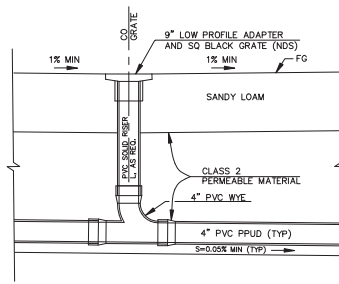 CO
GRATE
9" LOW PROFILE ADAPTER
AND SQ BLACK GRATE (NDS)
1% MIN
1% MIN
FG
SANDY LOAM
PVC SOLID RISER
L, AS REQ.
CLASS 2
PERMEABLE MATERIAL
4" PVC WYE
4" PVC PPUD (TYP)
S=0.05% MIN (TYP)